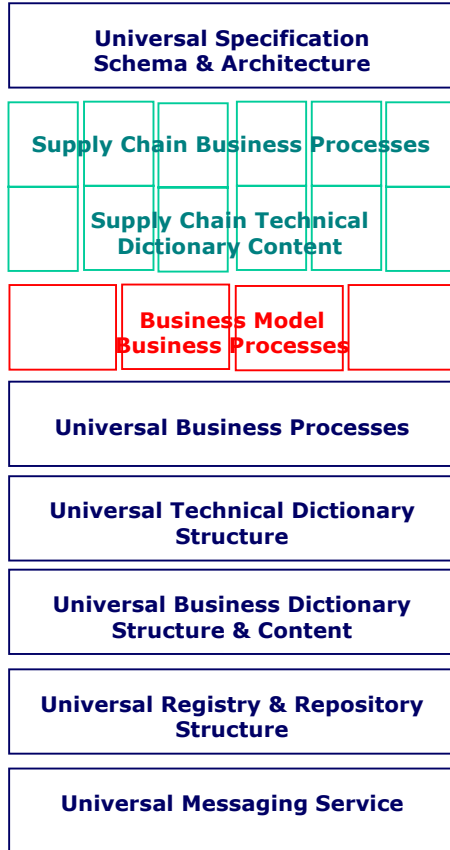 Universal Specification
Schema & Architecture
Supply Chain Business Processes
Supply Chain Technical
Dictionary Content
Business Model
Business Processes
Universal Business Processes
Universal Technical Dictionary
Structure
Universal Business Dictionary
Structure & Content
Universal Registry & Repository
Structure
Universal Messaging Service